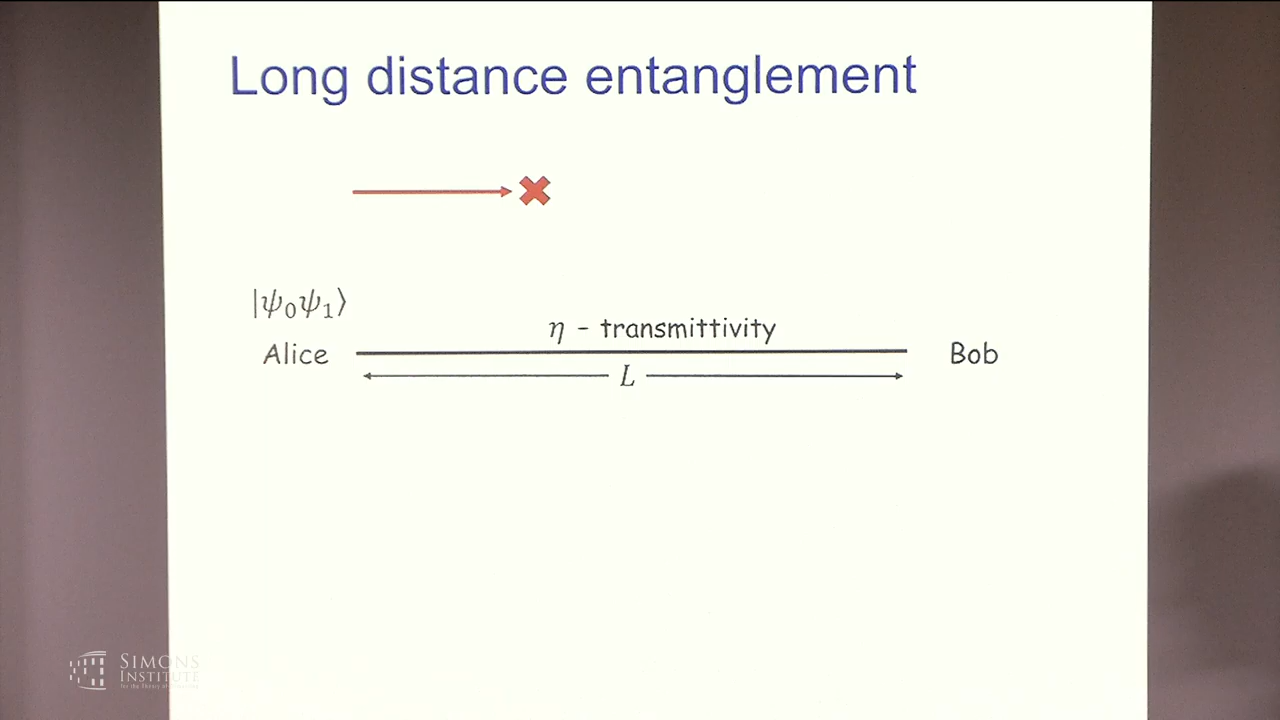 Long distance entanglement
|ψ₀ψ₁⟩
η - transmittivity
Alice
Bob
L
SIMONS
INSTITUTE